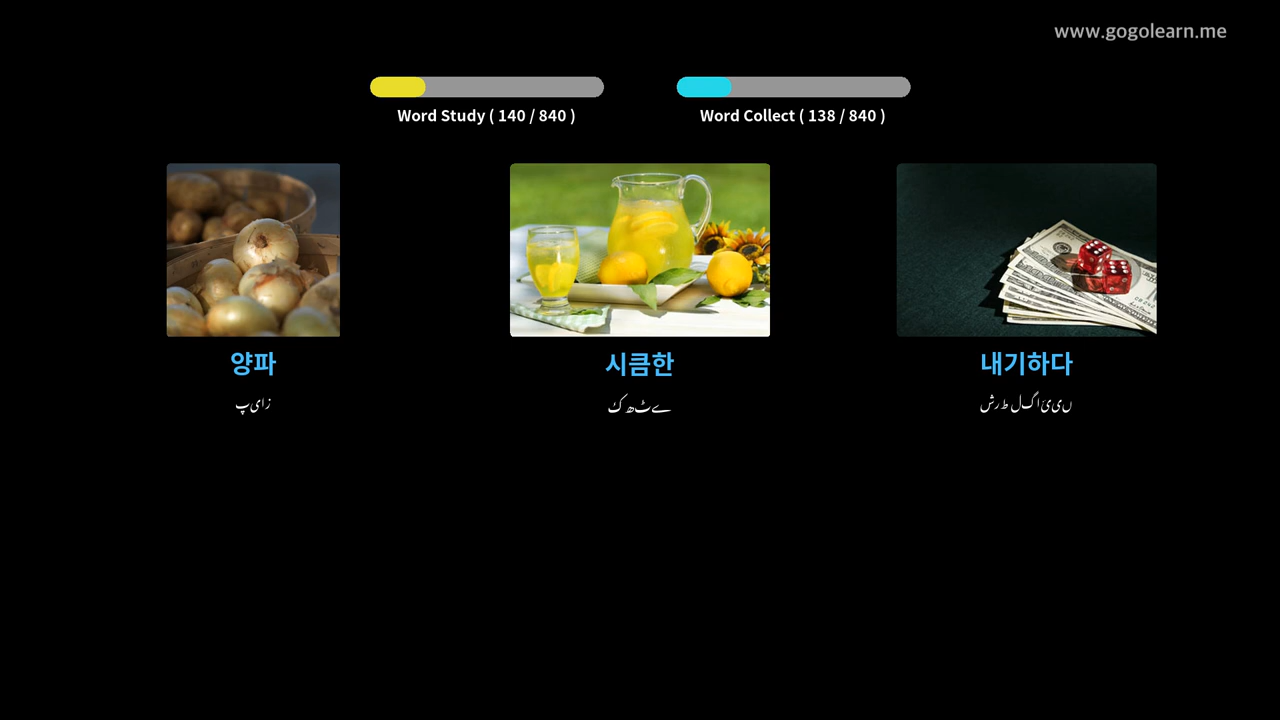 www.gogolearn.me
Word Study ( 140 / 840 )
Word Collect ( 138 / 840 )
양파
시큼한
내기하다
پیاز
کھٹے
شرط لگائیں